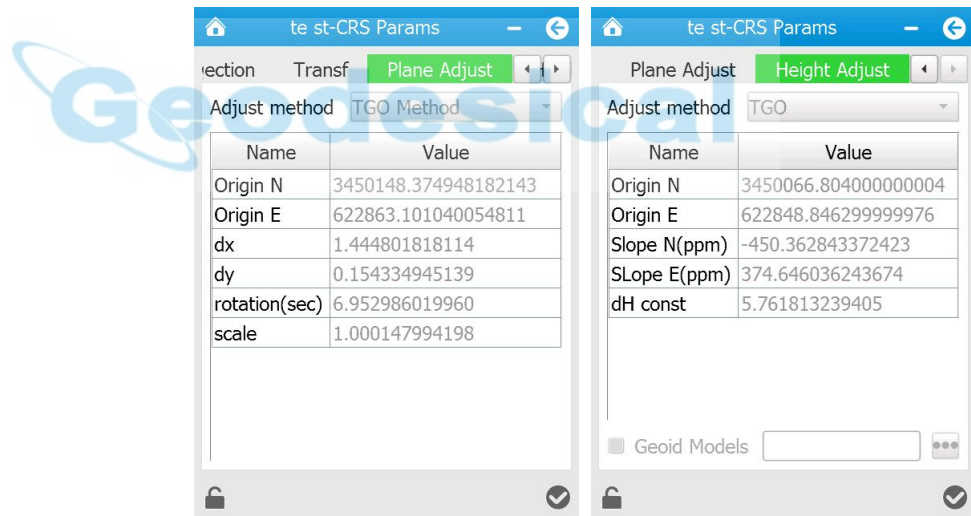 te st-CRS Params
ection Transf Plane Adjust
Adjust method TGO Method
Name Value
Origin N 3450148.374948182143
Origin E 622863.101040054811
dx 1.444801818114
dy 0.154334945139
rotation(sec) 6.952986019960
scale 1.000147994198
te st-CRS Params
Plane Adjust Height Adjust
Adjust method TGO
Name Value
Origin N 3450066.804000000004
Origin E 622848.846299999976
Slope N(ppm) -450.362843372423
SLope E(ppm) 374.646036243674
dH const 5.761813239405
Geoid Models
Geodesical